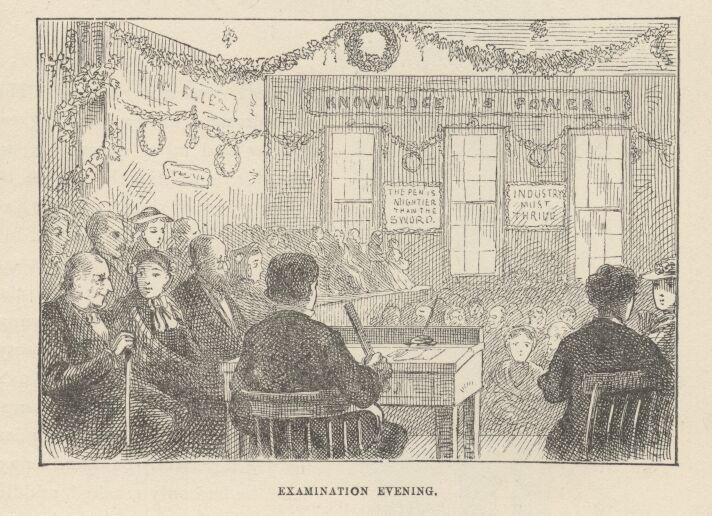 FLIES
KNOWLEDGE IS POWER.
THE PEN IS
MIGHTIER
THAN THE
SWORD.
INDUSTRY
MUST
THRIVE
EXAMINATION EVENING.